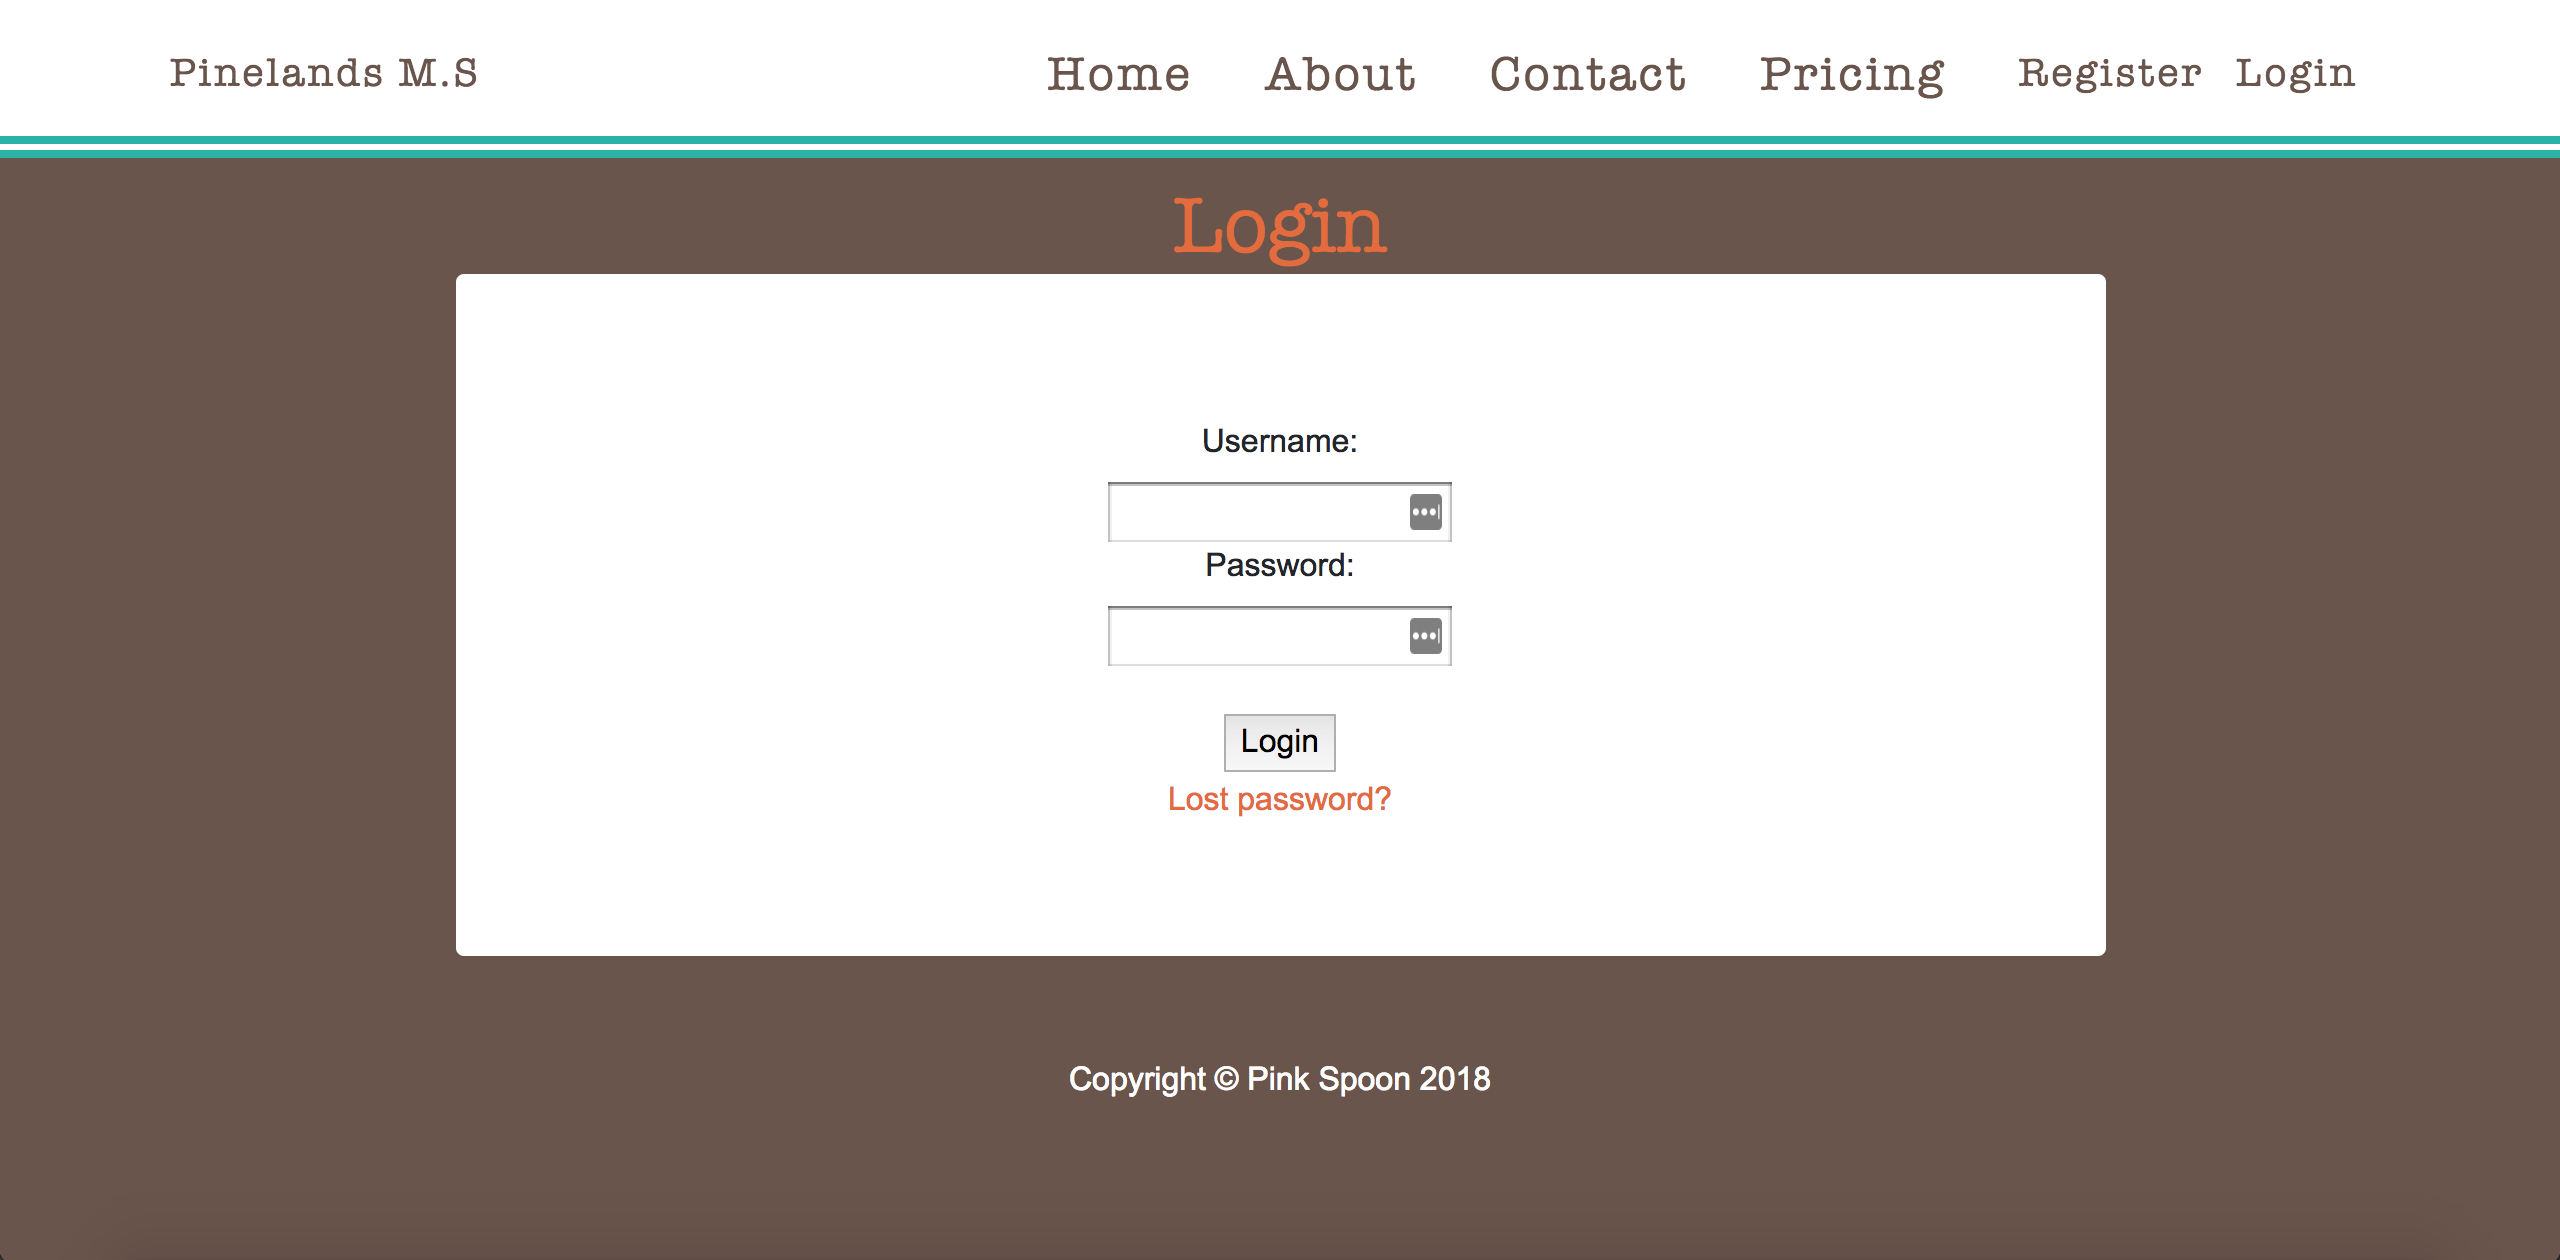 Pinelands M.S Home About Contact Pricing Register Login
Login
Username:
Password:
Login
Lost password?
Copyright © Pink Spoon 2018